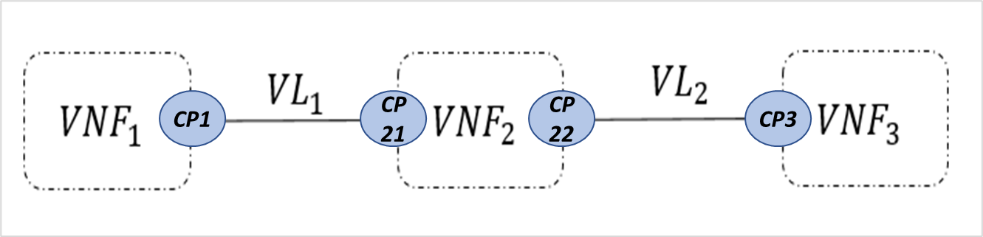 VNF₁
CP1
VL₁
CP
21
VNF₂
CP
22
VL₂
CP3
VNF₃